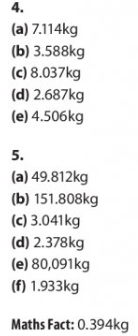 4.
(a) 7.114kg
(b) 3.588kg
(c) 8.037kg
(d) 2.687kg
(e) 4.506kg
5.
(a) 49.812kg
(b) 151.808kg
(c) 3.041kg
(d) 2.378kg
(e) 80,091kg
(f) 1.933kg
Maths Fact: 0.394kg